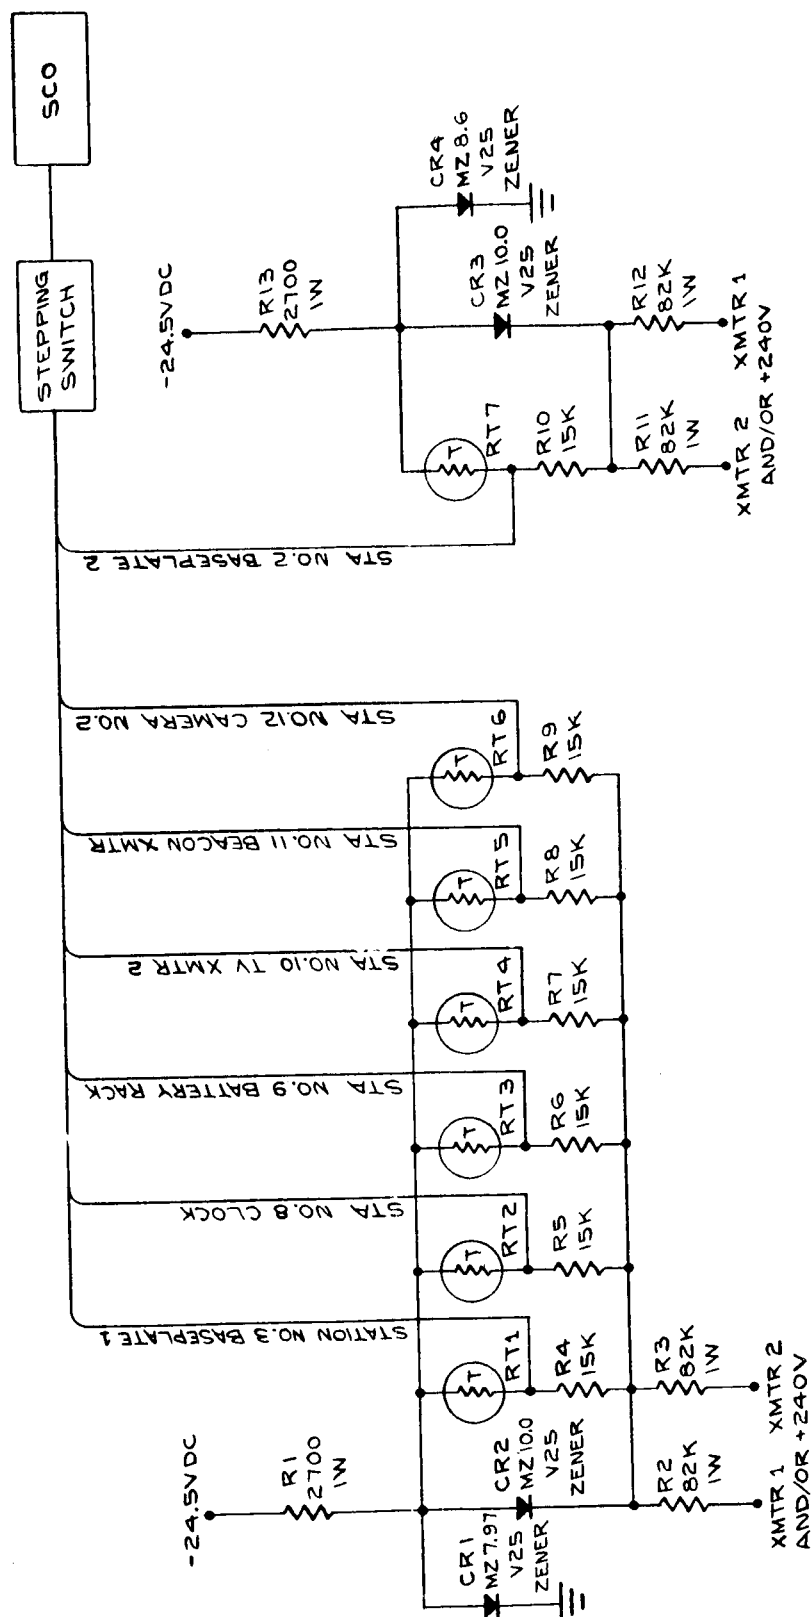 SCO
STEPPING
SWITCH
-24.5VDC
R13
2700
1W
CR4
MZ 8.6
V25
ZENER
CR3
MZ 10.0
V25
ZENER
T
RT7
R10
15K
R12
82K
1W
R11
82K
1W
XMTR 2 XMTR 1
AND/OR +240V
STA NO.2 BASEPLATE 2
STA NO.12 CAMERA NO.2
STA NO.11 BEACON XMTR
STA NO.10 TV XMTR 2
STA NO.9 BATTERY RACK
STA NO.8 CLOCK
STATION NO.3 BASEPLATE 1
T
RT6
R9
15K
T
RT5
R8
15K
T
RT4
R7
15K
T
RT3
R6
15K
T
RT2
R5
15K
T
RT1
R4
15K
-24.5VDC
R1
2700
1W
CR2
MZ10.0
V25
ZENER
CR1
MZ7.97
V25
ZENER
R3
82K
1W
R2
82K
1W
XMTR 1 XMTR 2
AND/OR +240V